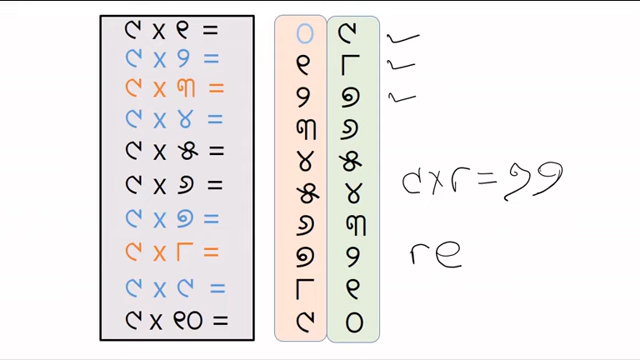 ୯ x ୧ = ୦ ୯
୯ x ୨ = ୧ ୮
୯ x ୩ = ୨ ୭
୯ x ୪ = ୩ ୬
୯ x ୫ = ୪ ୫
୯ x ୬ = ୫ ୪
୯ x ୭ = ୬ ୩
୯ x ୮ = ୭ ୨
୯ x ୯ = ୮ ୧
୯ x ୧୦ = ୯ ୦
୯x୮=୭୨
୮୧